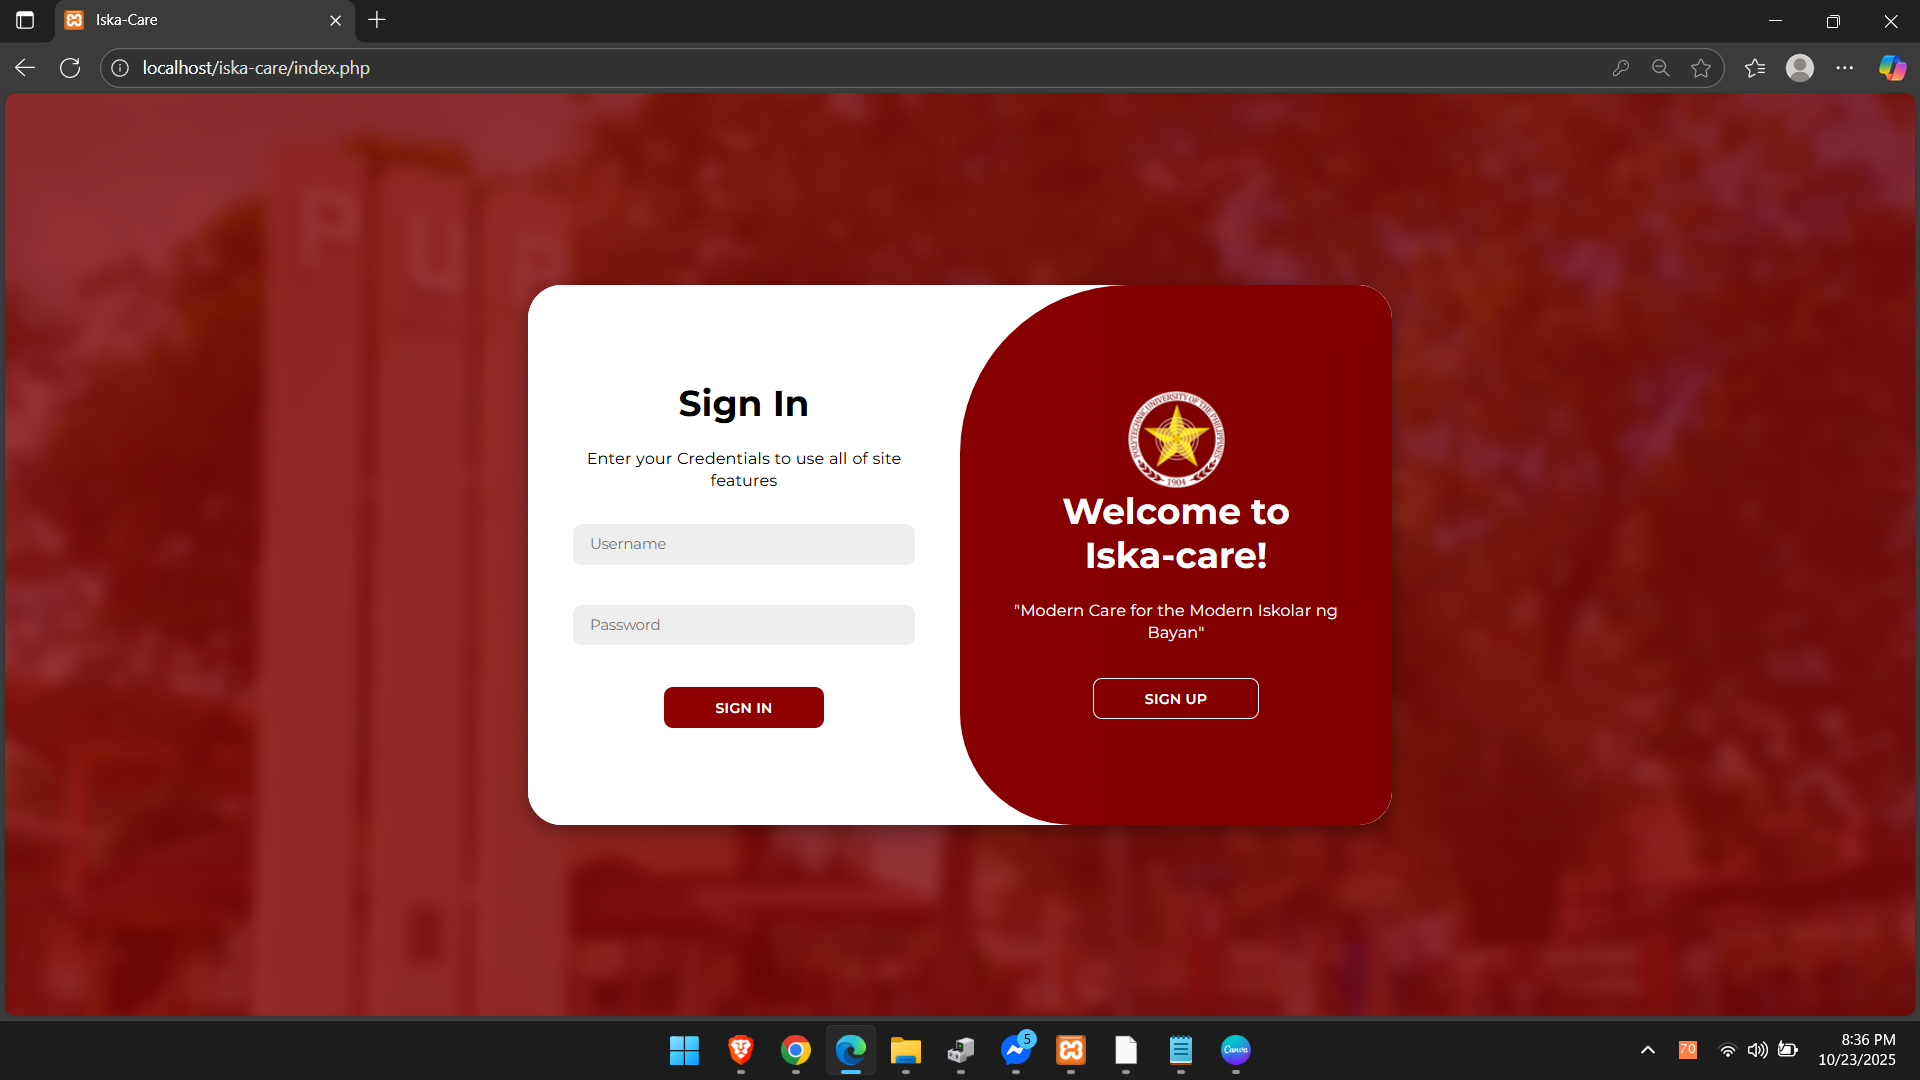 Iska-Care
localhost/iska-care/index.php
P U P
Sign In
Enter your Credentials to use all of site
features
Username
Password
SIGN IN
POLYTECHNIC UNIVERSITY OF THE PHILIPPINES
1904
Welcome to
Iska-care!
"Modern Care for the Modern Iskolar ng
Bayan"
SIGN UP
5
Canva
70
8:36 PM
10/23/2025